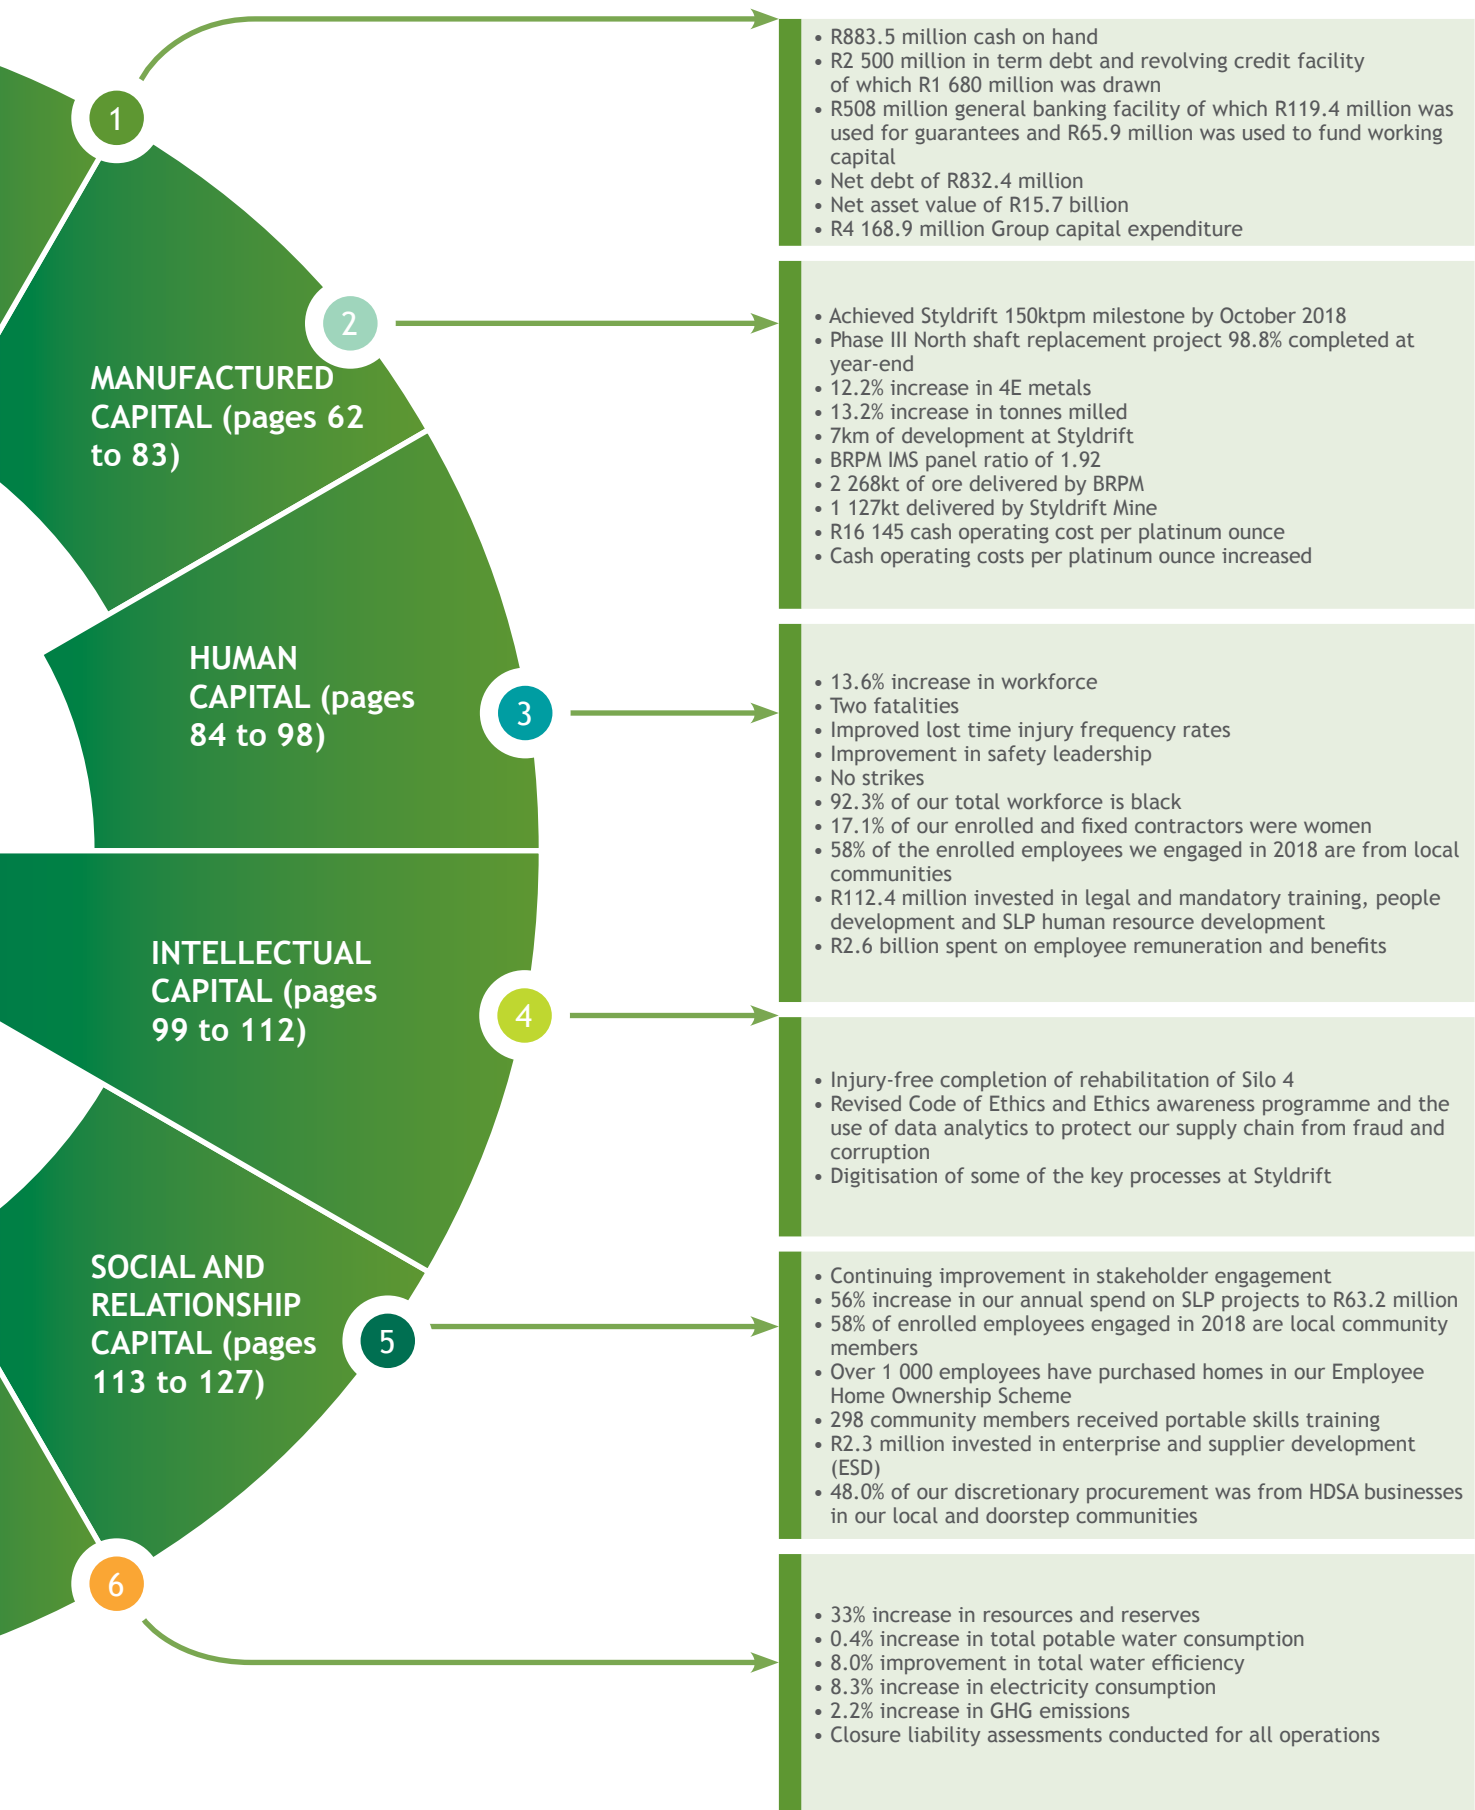 1
• R883.5 million cash on hand
• R2 500 million in term debt and revolving credit facility
of which R1 680 million was drawn
• R508 million general banking facility of which R119.4 million was
used for guarantees and R65.9 million was used to fund working
capital
• Net debt of R832.4 million
• Net asset value of R15.7 billion
• R4 168.9 million Group capital expenditure
MANUFACTURED
CAPITAL (pages 62
to 83)
2
• Achieved Styldrift 150ktpm milestone by October 2018
• Phase III North shaft replacement project 98.8% completed at
year-end
• 12.2% increase in 4E metals
• 13.2% increase in tonnes milled
• 7km of development at Styldrift
• BRPM IMS panel ratio of 1.92
• 2 268kt of ore delivered by BRPM
• 1 127kt delivered by Styldrift Mine
• R16 145 cash operating cost per platinum ounce
• Cash operating costs per platinum ounce increased
HUMAN
CAPITAL (pages
84 to 98)
3
• 13.6% increase in workforce
• Two fatalities
• Improved lost time injury frequency rates
• Improvement in safety leadership
• No strikes
• 92.3% of our total workforce is black
• 17.1% of our enrolled and fixed contractors were women
• 58% of the enrolled employees we engaged in 2018 are from local
communities
• R112.4 million invested in legal and mandatory training, people
development and SLP human resource development
• R2.6 billion spent on employee remuneration and benefits
INTELLECTUAL
CAPITAL (pages
99 to 112)
4
• Injury-free completion of rehabilitation of Silo 4
• Revised Code of Ethics and Ethics awareness programme and the
use of data analytics to protect our supply chain from fraud and
corruption
• Digitisation of some of the key processes at Styldrift
SOCIAL AND
RELATIONSHIP
CAPITAL (pages
113 to 127)
5
• Continuing improvement in stakeholder engagement
• 56% increase in our annual spend on SLP projects to R63.2 million
• 58% of enrolled employees engaged in 2018 are local community
members
• Over 1 000 employees have purchased homes in our Employee
Home Ownership Scheme
• 298 community members received portable skills training
• R2.3 million invested in enterprise and supplier development
(ESD)
• 48.0% of our discretionary procurement was from HDSA businesses
in our local and doorstep communities
6
• 33% increase in resources and reserves
• 0.4% increase in total potable water consumption
• 8.0% improvement in total water efficiency
• 8.3% increase in electricity consumption
• 2.2% increase in GHG emissions
• Closure liability assessments conducted for all operations